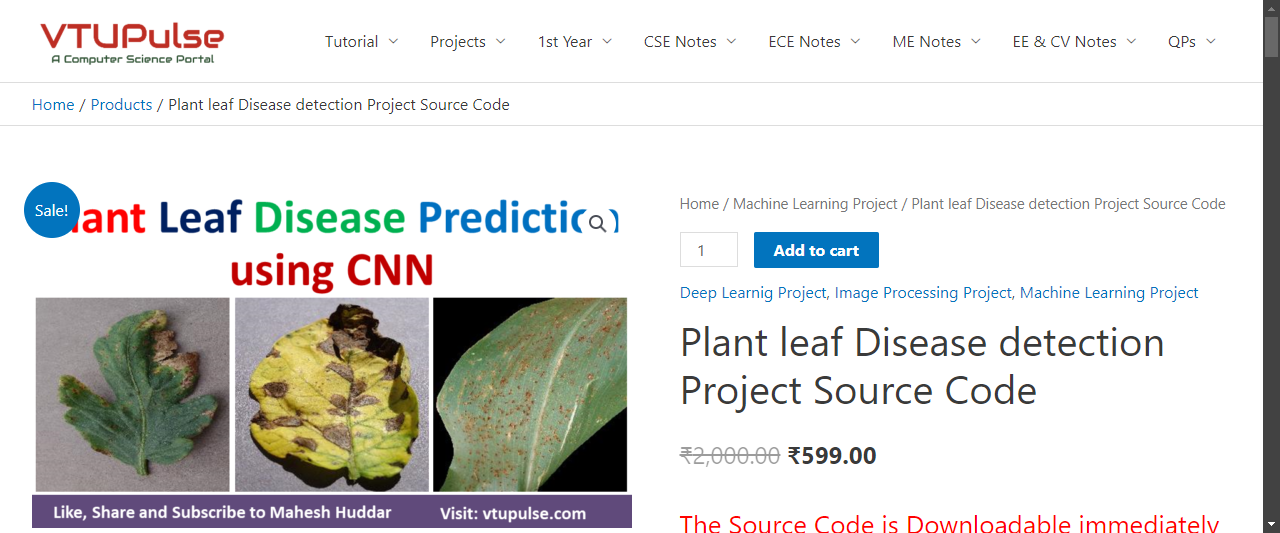 VTUPulse
A Computer Science Portal
Tutorial Projects 1st Year CSE Notes ECE Notes ME Notes EE & CV Notes QPs
Home / Products / Plant leaf Disease detection Project Source Code
Sale!
Leaf Disease
using CNN
Like, Share and Subscribe to Mahesh Huddar Visit: vtupulse.com
Home / Machine Learning Project / Plant leaf Disease detection Project Source Code
1 Add to cart
Deep Learnig Project, Image Processing Project, Machine Learning Project
Plant leaf Disease detection
Project Source Code
₹2,000.00 ₹599.00
The Source Code is Downloadable immediately